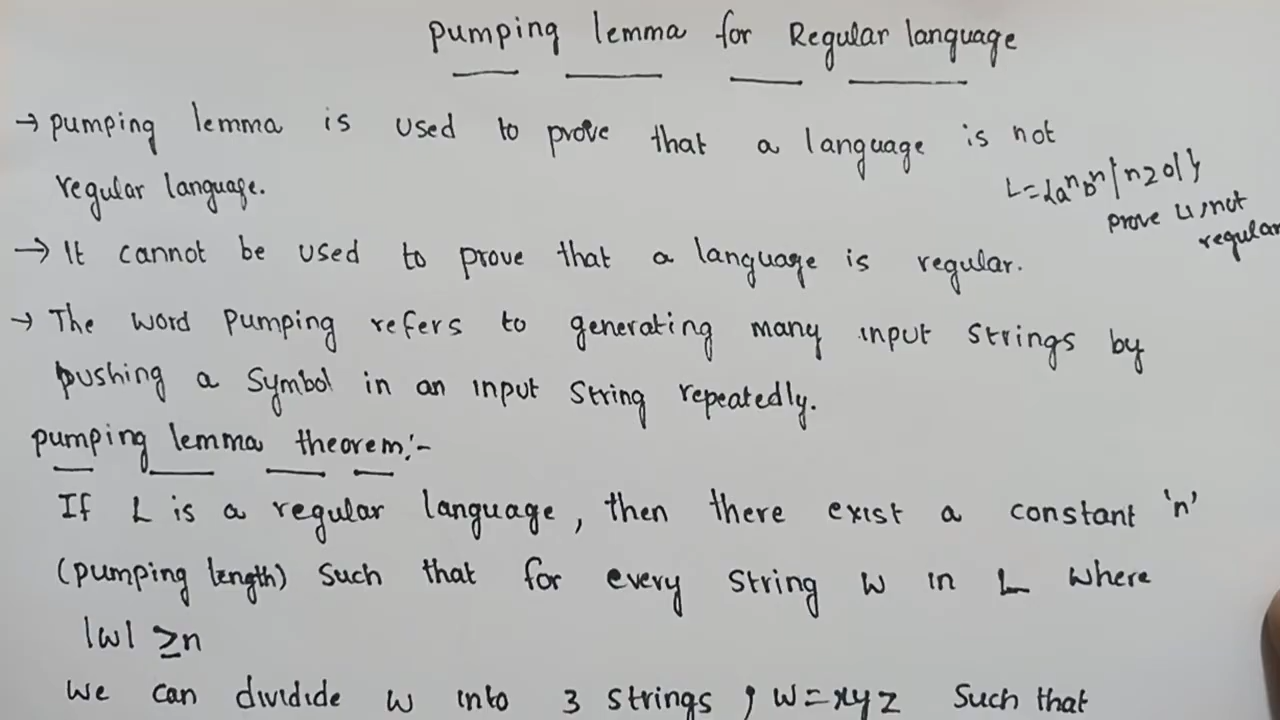 pumping lemma for Regular language
→ pumping lemma is used to prove that a language is not
regular language.
L={aⁿbⁿ|n≥0}
prove L is not
regular
→ It cannot be used to prove that a language is regular.
→ The word pumping refers to generating many input strings by
pushing a symbol in an input string repeatedly.
pumping lemma theorem:-
If L is a regular language, then there exist a constant 'n'
(pumping length) such that for every string w in L where
|w| ≥n
we can dividide w into 3 strings, w=xyz such that